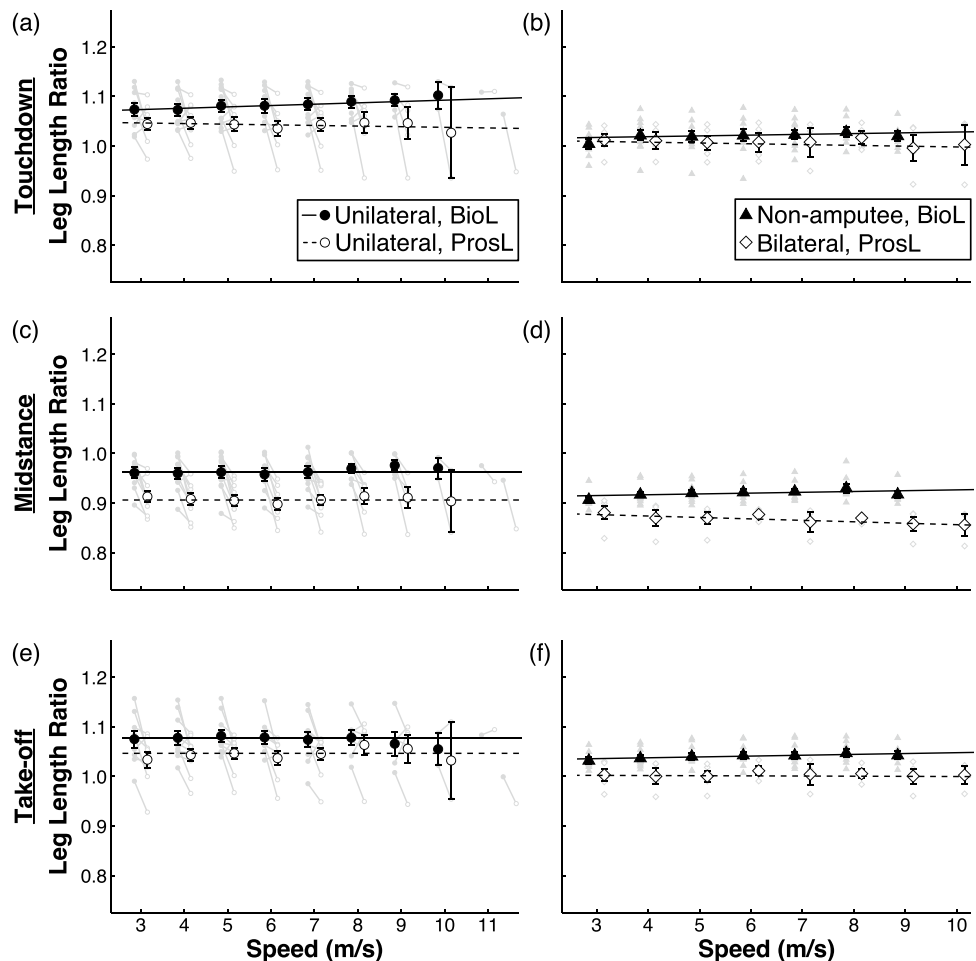 (a)
(b)
Touchdown
Leg Length Ratio
1.2
1.1
1.0
0.9
0.8
Unilateral, BioL
Unilateral, ProsL
Non-amputee, BioL
Bilateral, ProsL
(c)
(d)
Midstance
Leg Length Ratio
1.2
1.1
1.0
0.9
0.8
(e)
(f)
Take-off
Leg Length Ratio
1.2
1.1
1.0
0.9
0.8
3 4 5 6 7 8 9 10 11
Speed (m/s)
3 4 5 6 7 8 9 10
Speed (m/s)